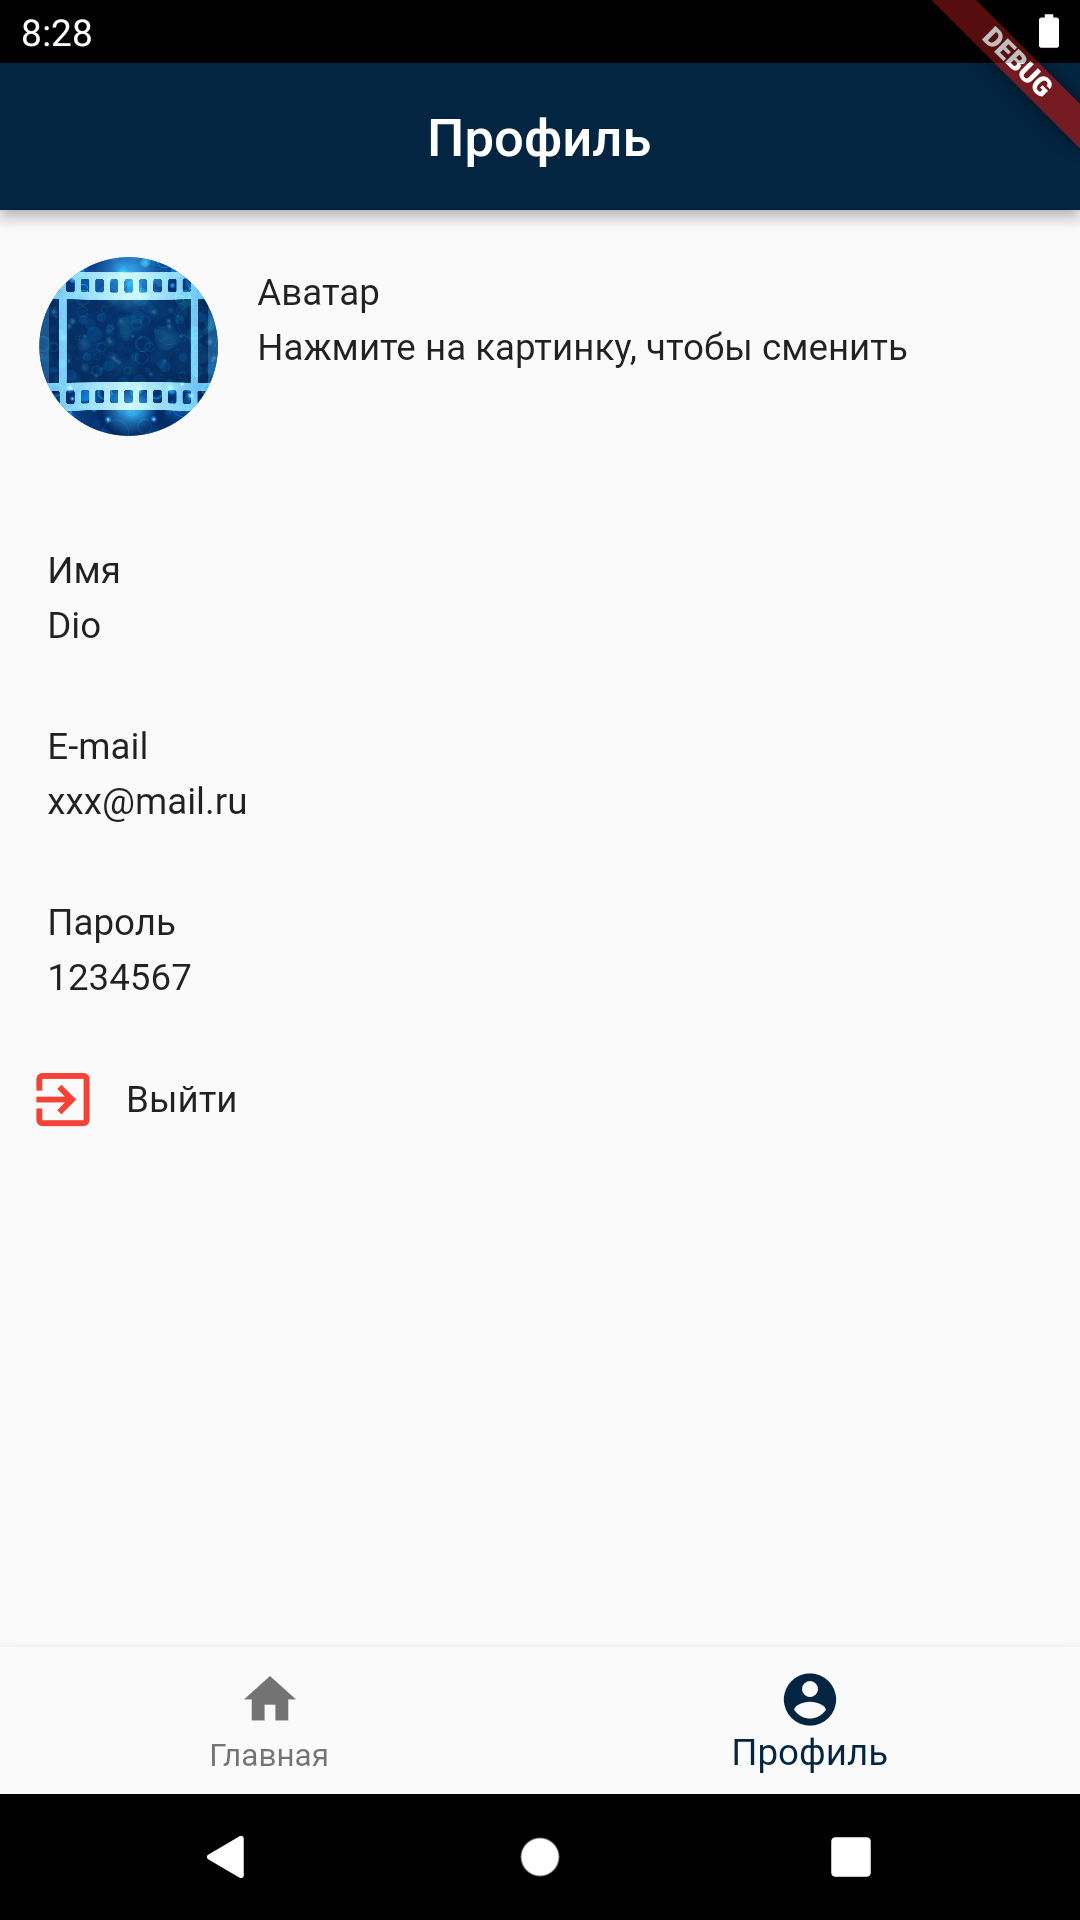 8:28
DEBUG
Профиль
Аватар
Нажмите на картинку, чтобы сменить
Имя
Dio
E-mail
xxx@mail.ru
Пароль
1234567
Выйти
Главная
Профиль